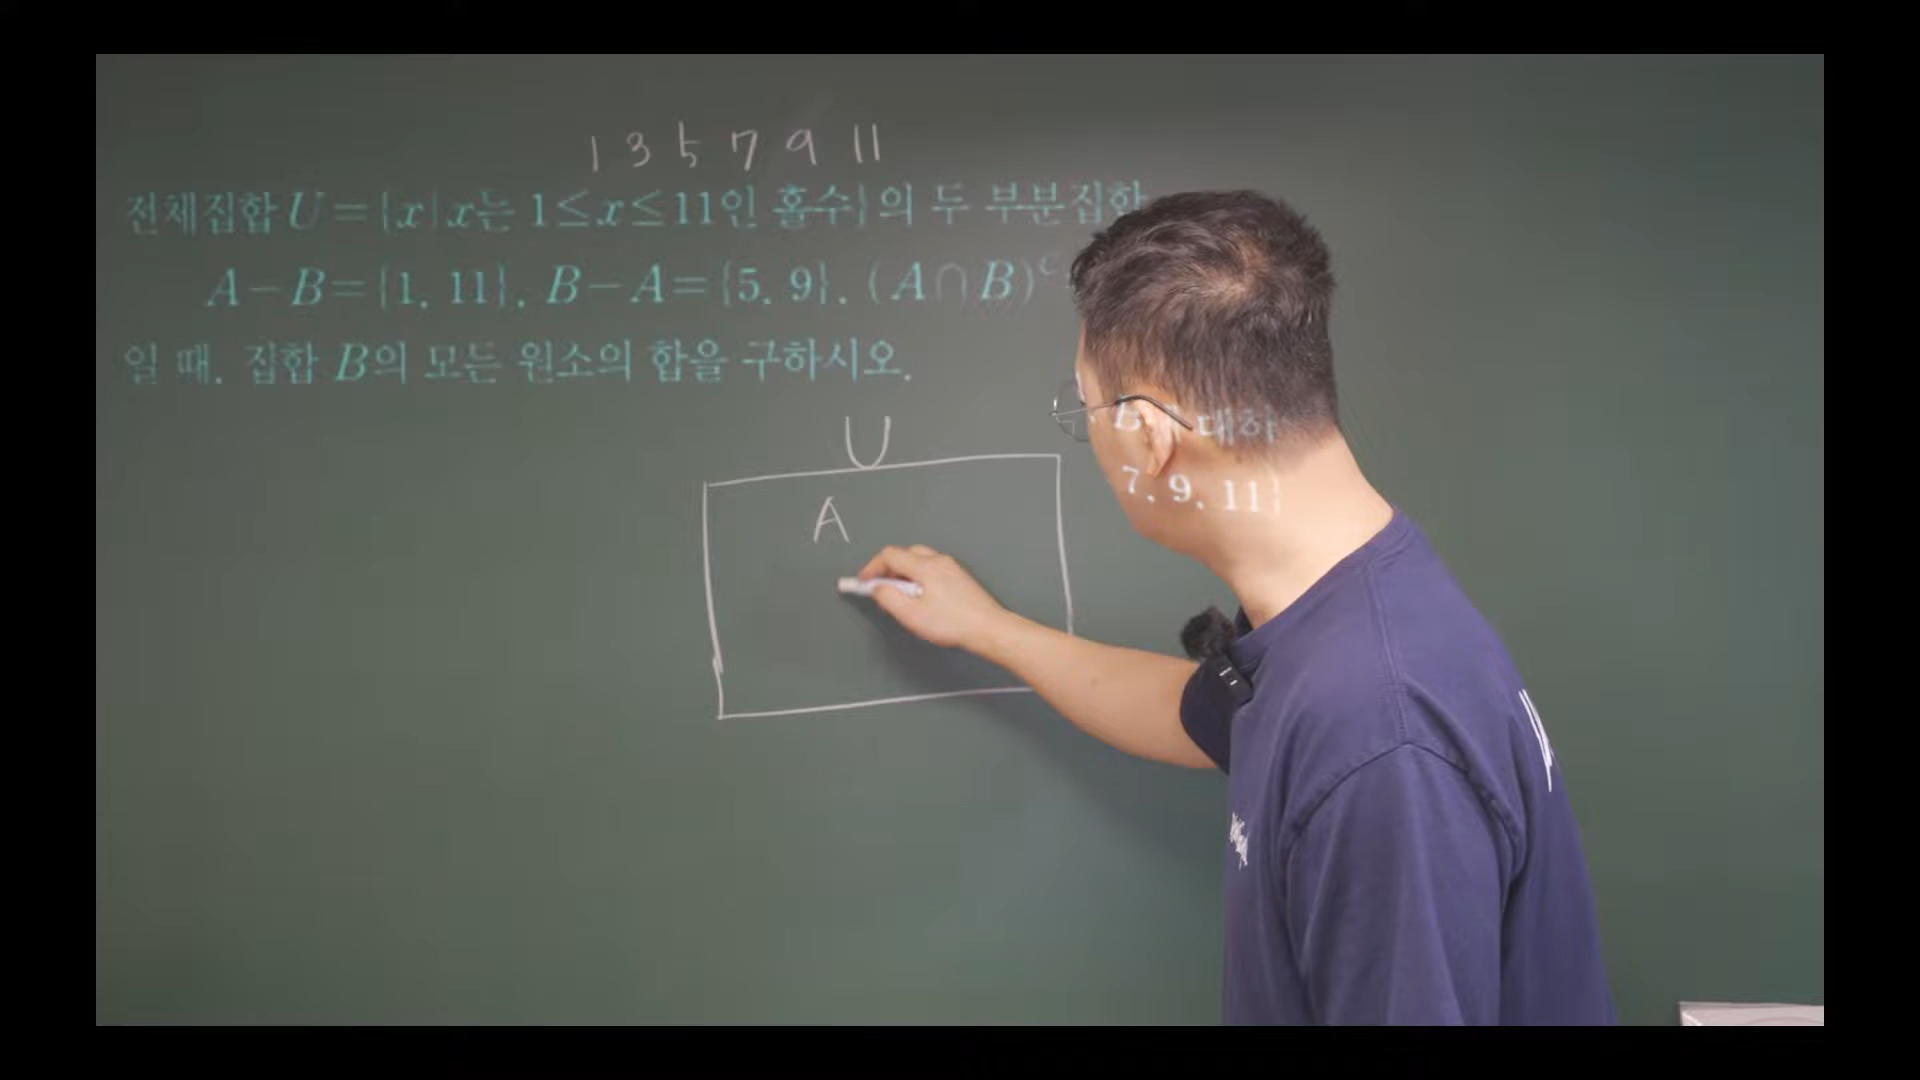 1 3 5 7 9 11
전체집합 U={x|x는 1≤x≤11인 홀수}의 두 부분집합
A-B={1, 11}, B-A={5, 9}, (A∩B)ᶜ
B 대하
7, 9, 11}
일 때, 집합 B의 모든 원소의 합을 구하시오.
U
A